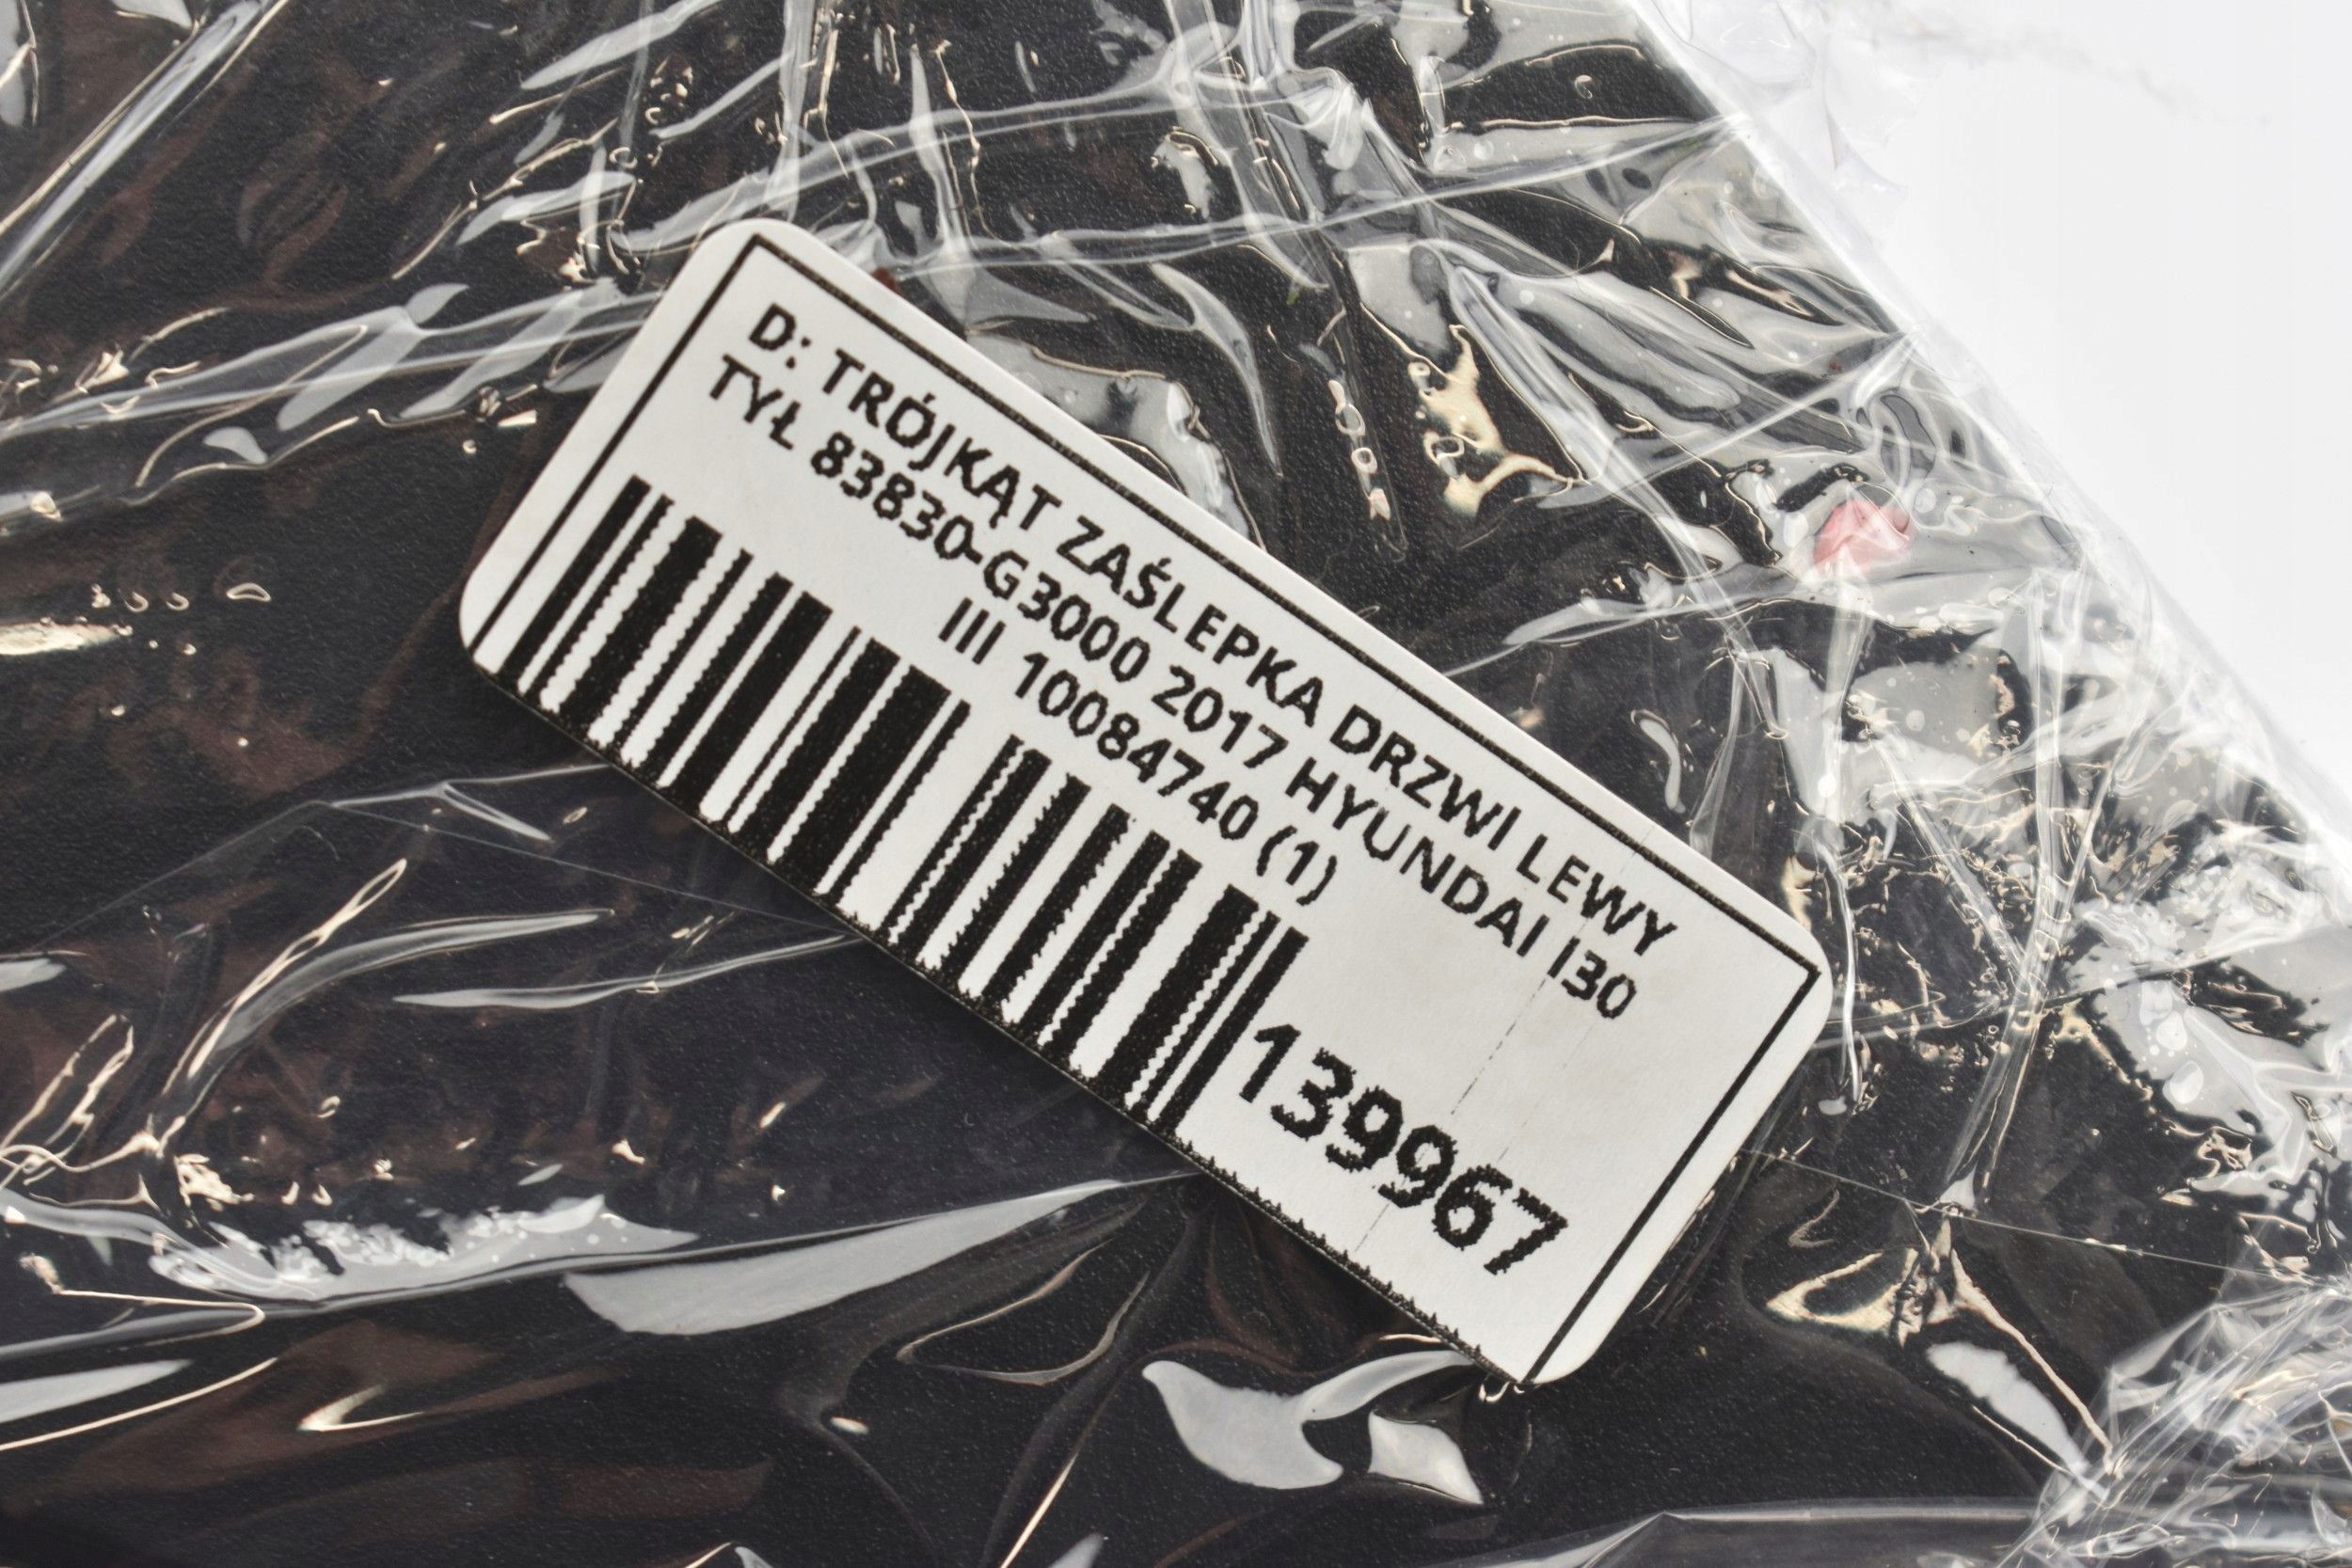 D: TRÓJKĄT ZAŚLEPKA DRZWI LEWY
TYŁ 83830-G3000 2017 HYUNDAI I30
III 10084740 (1)
139967